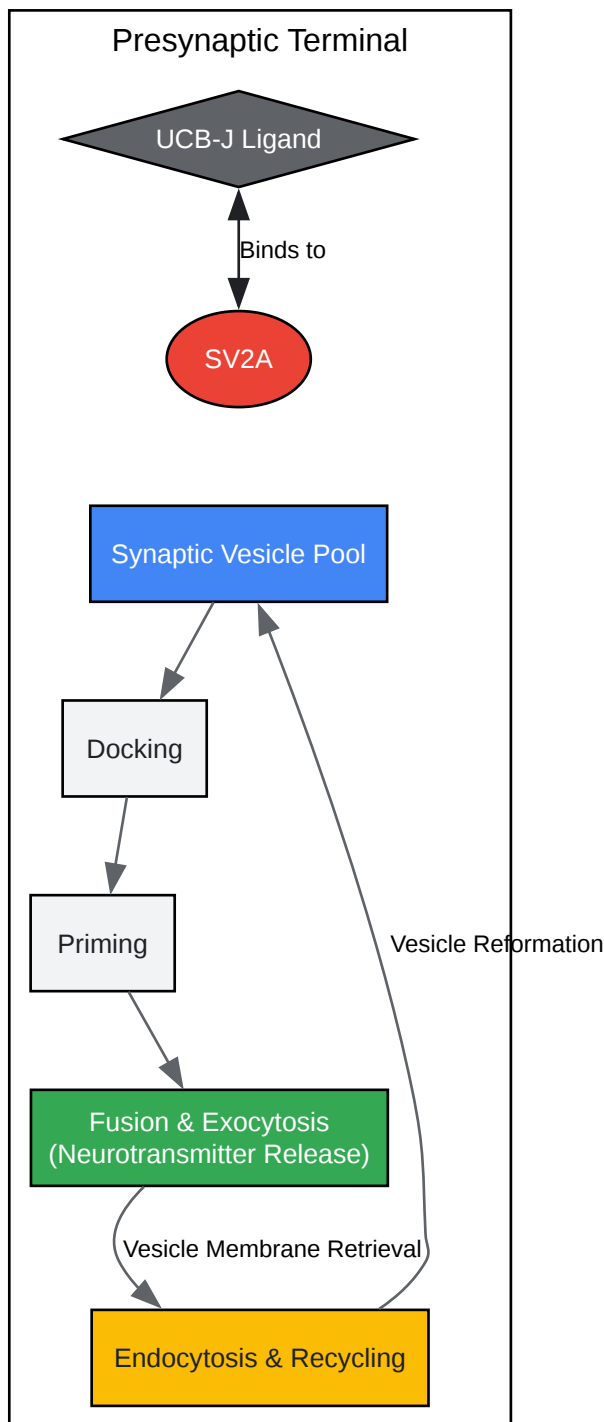 Presynaptic Terminal
UCB-J Ligand
Binds to
SV2A
Synaptic Vesicle Pool
Docking
Priming
Vesicle Reformation
Fusion & Exocytosis
(Neurotransmitter Release)
Vesicle Membrane Retrieval
Endocytosis & Recycling